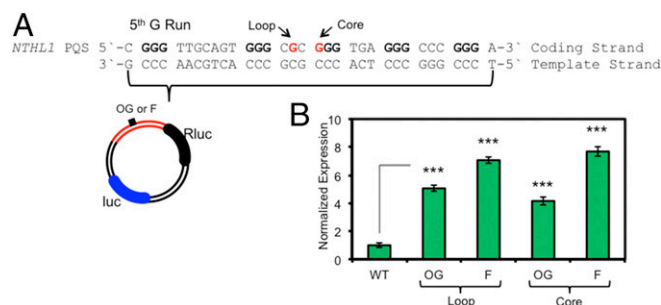 A
5th G Run
Loop
Core
NTHL1 PQS 5`-C GGG TTGCAGT GGG CGC GGG TGA GGG CCC GGG A-3` Coding Strand
3`-G CCC AACGTCA CCC GCG CCC ACT CCC GGG CCC T-5` Template Strand
OG or F
Rluc
luc
B
Normalized Expression
10
8
6
4
2
0
***
***
***
***
WT
OG
F
OG
F
Loop
Core